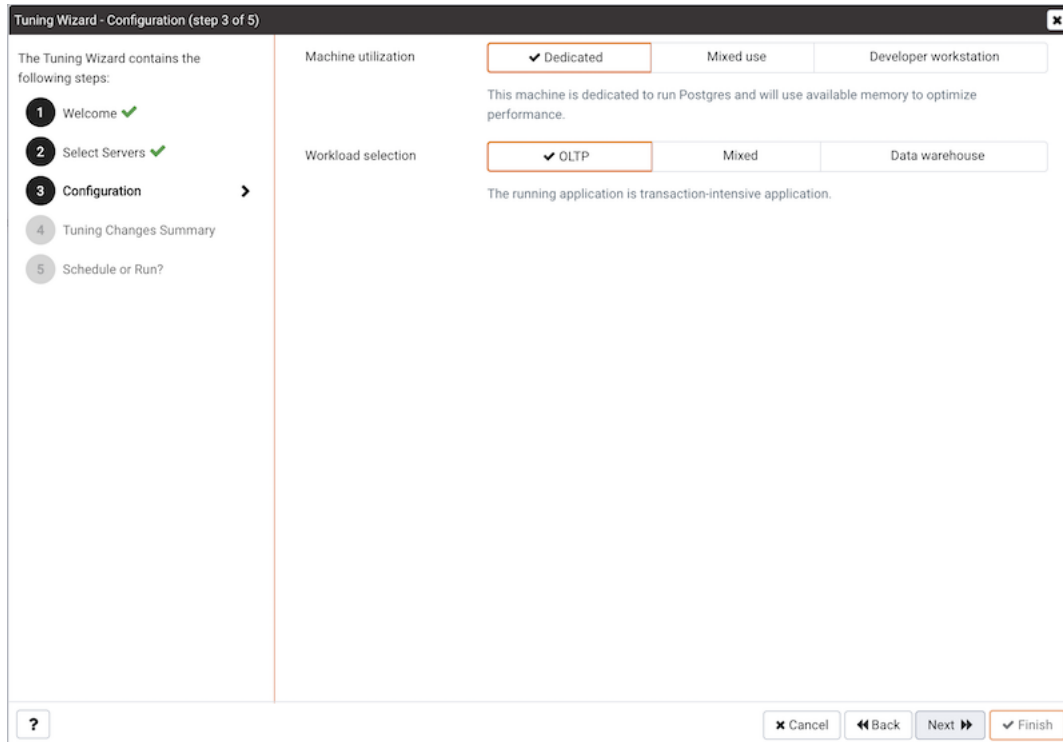 Tuning Wizard - Configuration (step 3 of 5)
The Tuning Wizard contains the
following steps:
1 Welcome
2 Select Servers
3 Configuration
4 Tuning Changes Summary
5 Schedule or Run?
Machine utilization
Dedicated
Mixed use
Developer workstation
This machine is dedicated to run Postgres and will use available memory to optimize
performance.
Workload selection
OLTP
Mixed
Data warehouse
The running application is transaction-intensive application.
?
Cancel
Back
Next
Finish